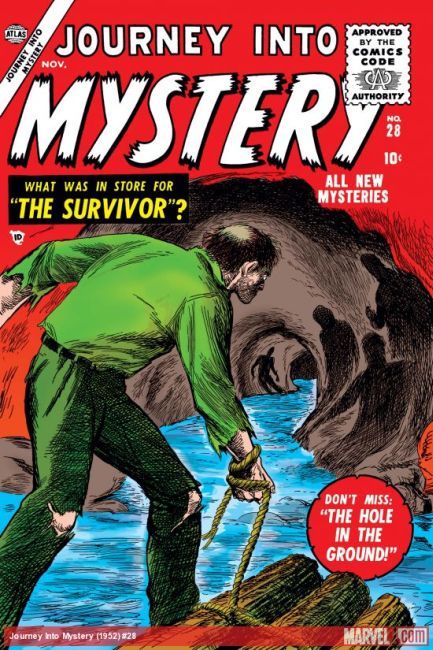 ATLAS
JOURNEY INTO
MYSTERY
JOURNEY INTO
NOV.
MYSTERY
APPROVED
BY THE
COMICS
CODE
CA
AUTHORITY
NO.
28
10¢
WHAT WAS IN STORE FOR
"THE SURVIVOR"?
ALL NEW
MYSTERIES
ID
DON'T MISS:
"THE HOLE
IN THE
GROUND!"
Journey Into Mystery (1952) #28
MARVEL.com